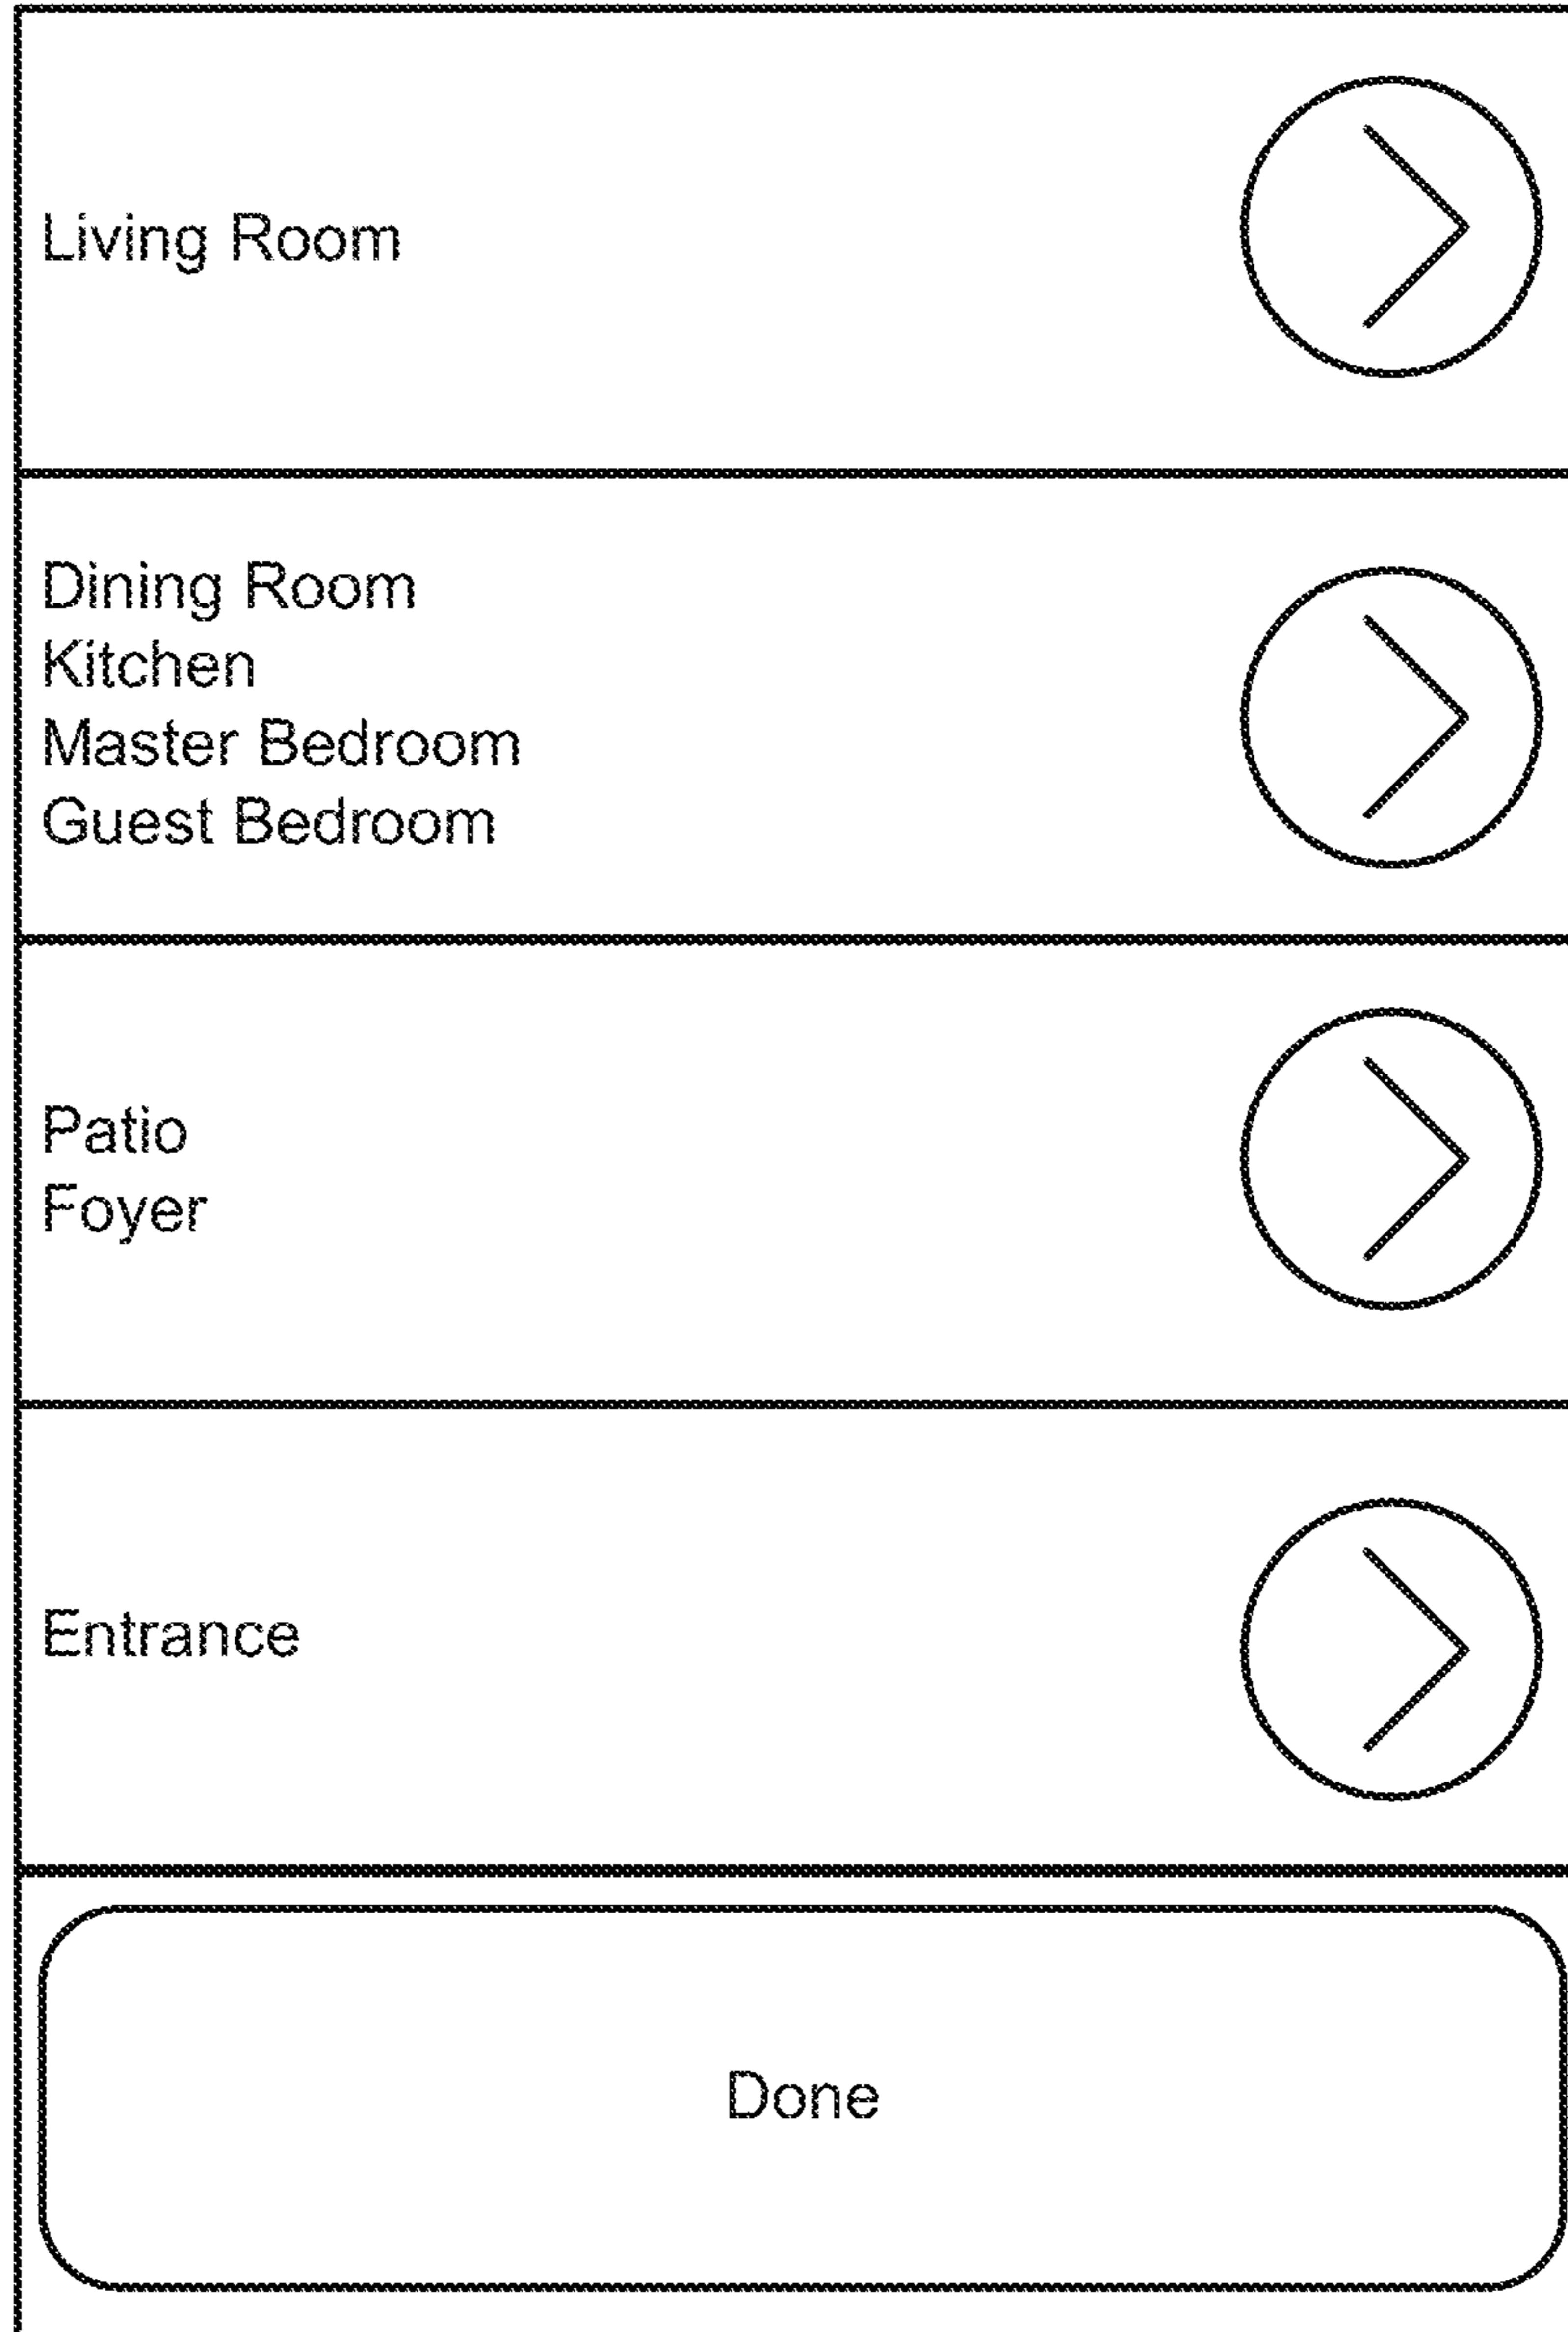 Living Room
Dining Room
Kitchen
Master Bedroom
Guest Bedroom
Patio
Foyer
Entrance
Done